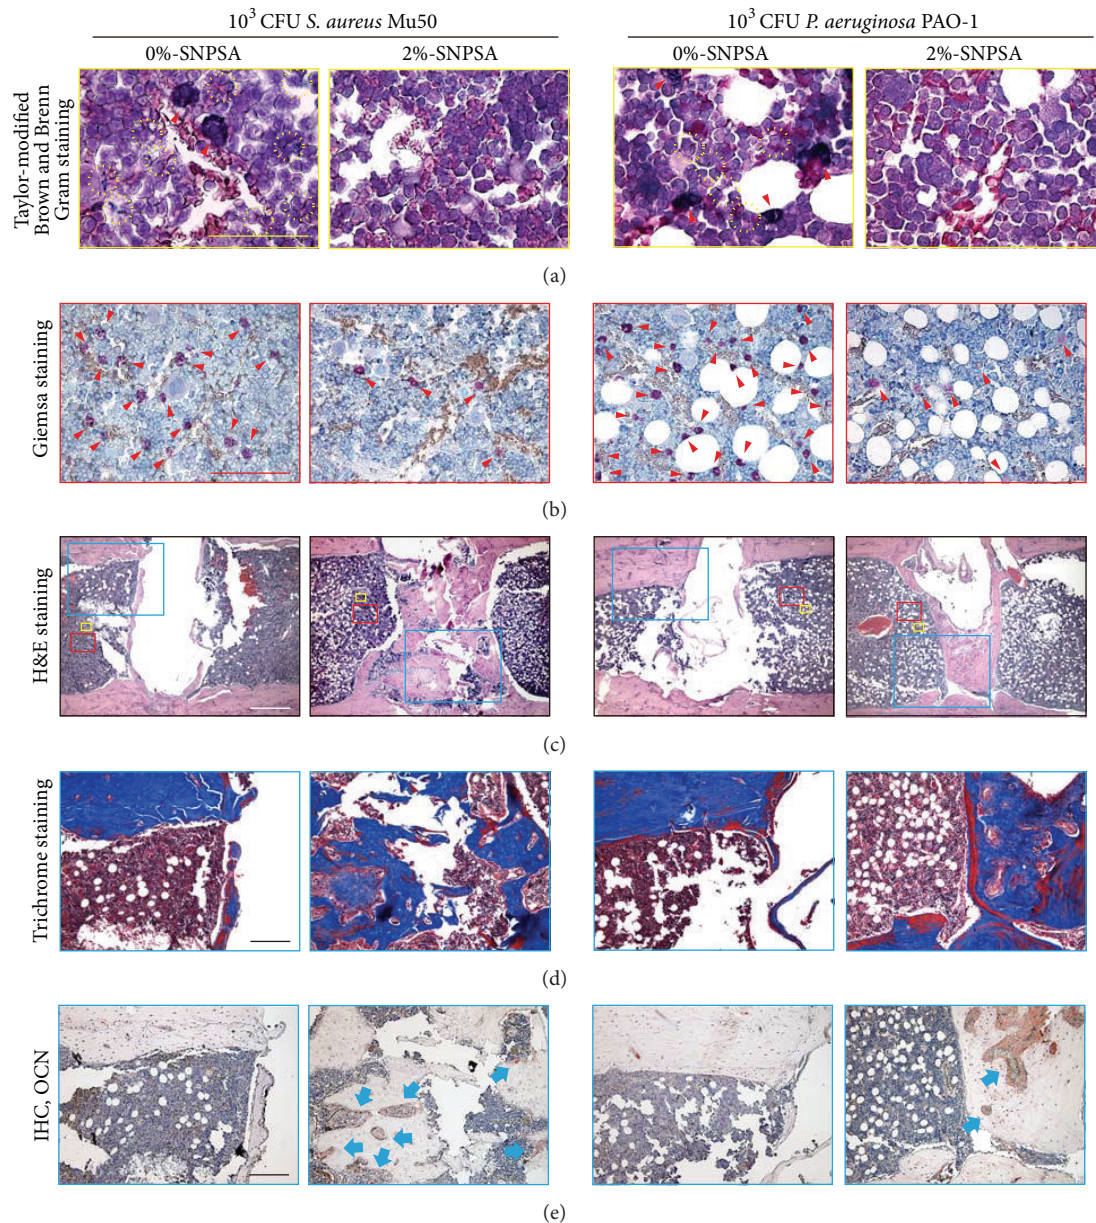 10³ CFU S. aureus Mu50
10³ CFU P. aeruginosa PAO-1
0%-SNPSA
2%-SNPSA
0%-SNPSA
2%-SNPSA
Taylor-modified
Brown and Brenn
Gram staining
(a)
Giemsa staining
(b)
H&E staining
(c)
Trichrome staining
(d)
IHC, OCN
(e)